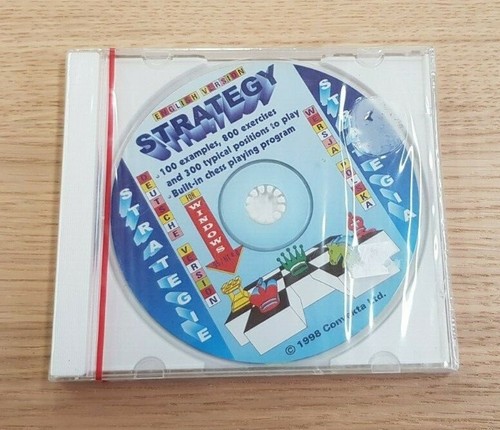 ENGLISH VERSION
STRATEGY
- 100 examples, 800 exercises
and 300 typical positions to play
- Built-in chess playing program
DEUTSCHE VERSION
STRATEGIE
FOR
WINDOWS
WERSJA POLSKA
STRATEGIA
© 1998 Ltd.